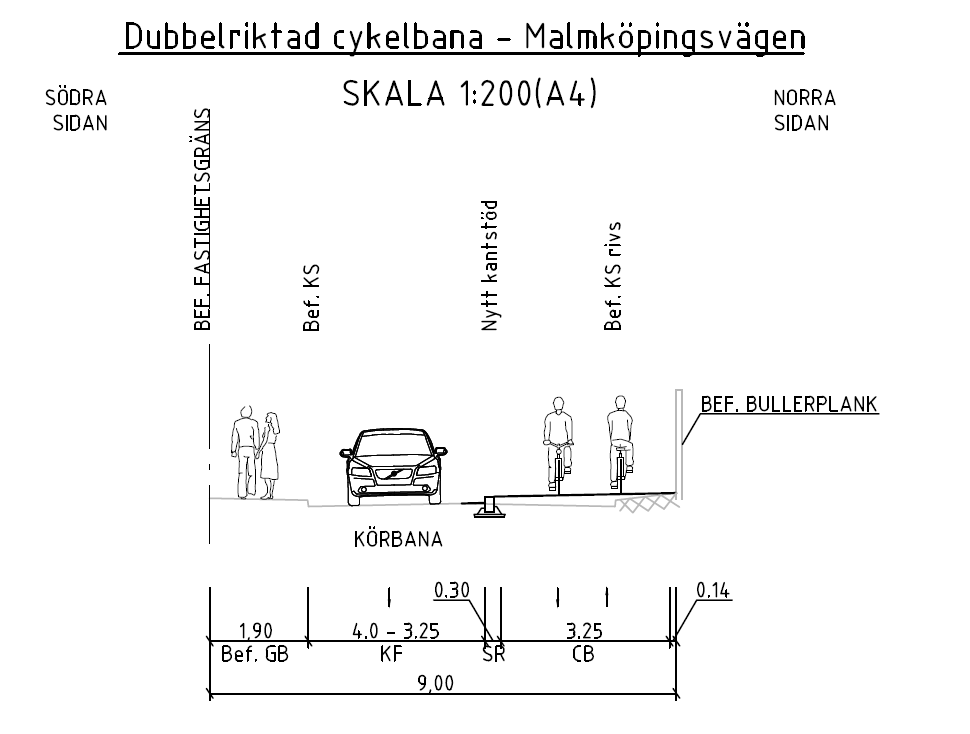 Dubbelriktad cykelbana - Malmköpingsvägen
SKALA 1:200(A4)
SÖDRA
SIDAN
NORRA
SIDAN
BEF. FASTIGHETSGRÄNS
Bef. KS
Nytt kantstöd
Bef. KS rivs
BEF. BULLERPLANK
KÖRBANA
0.30
0.14
1,90
4.0 - 3.25
3.25
Bef. GB
KF
SR
CB
9,00